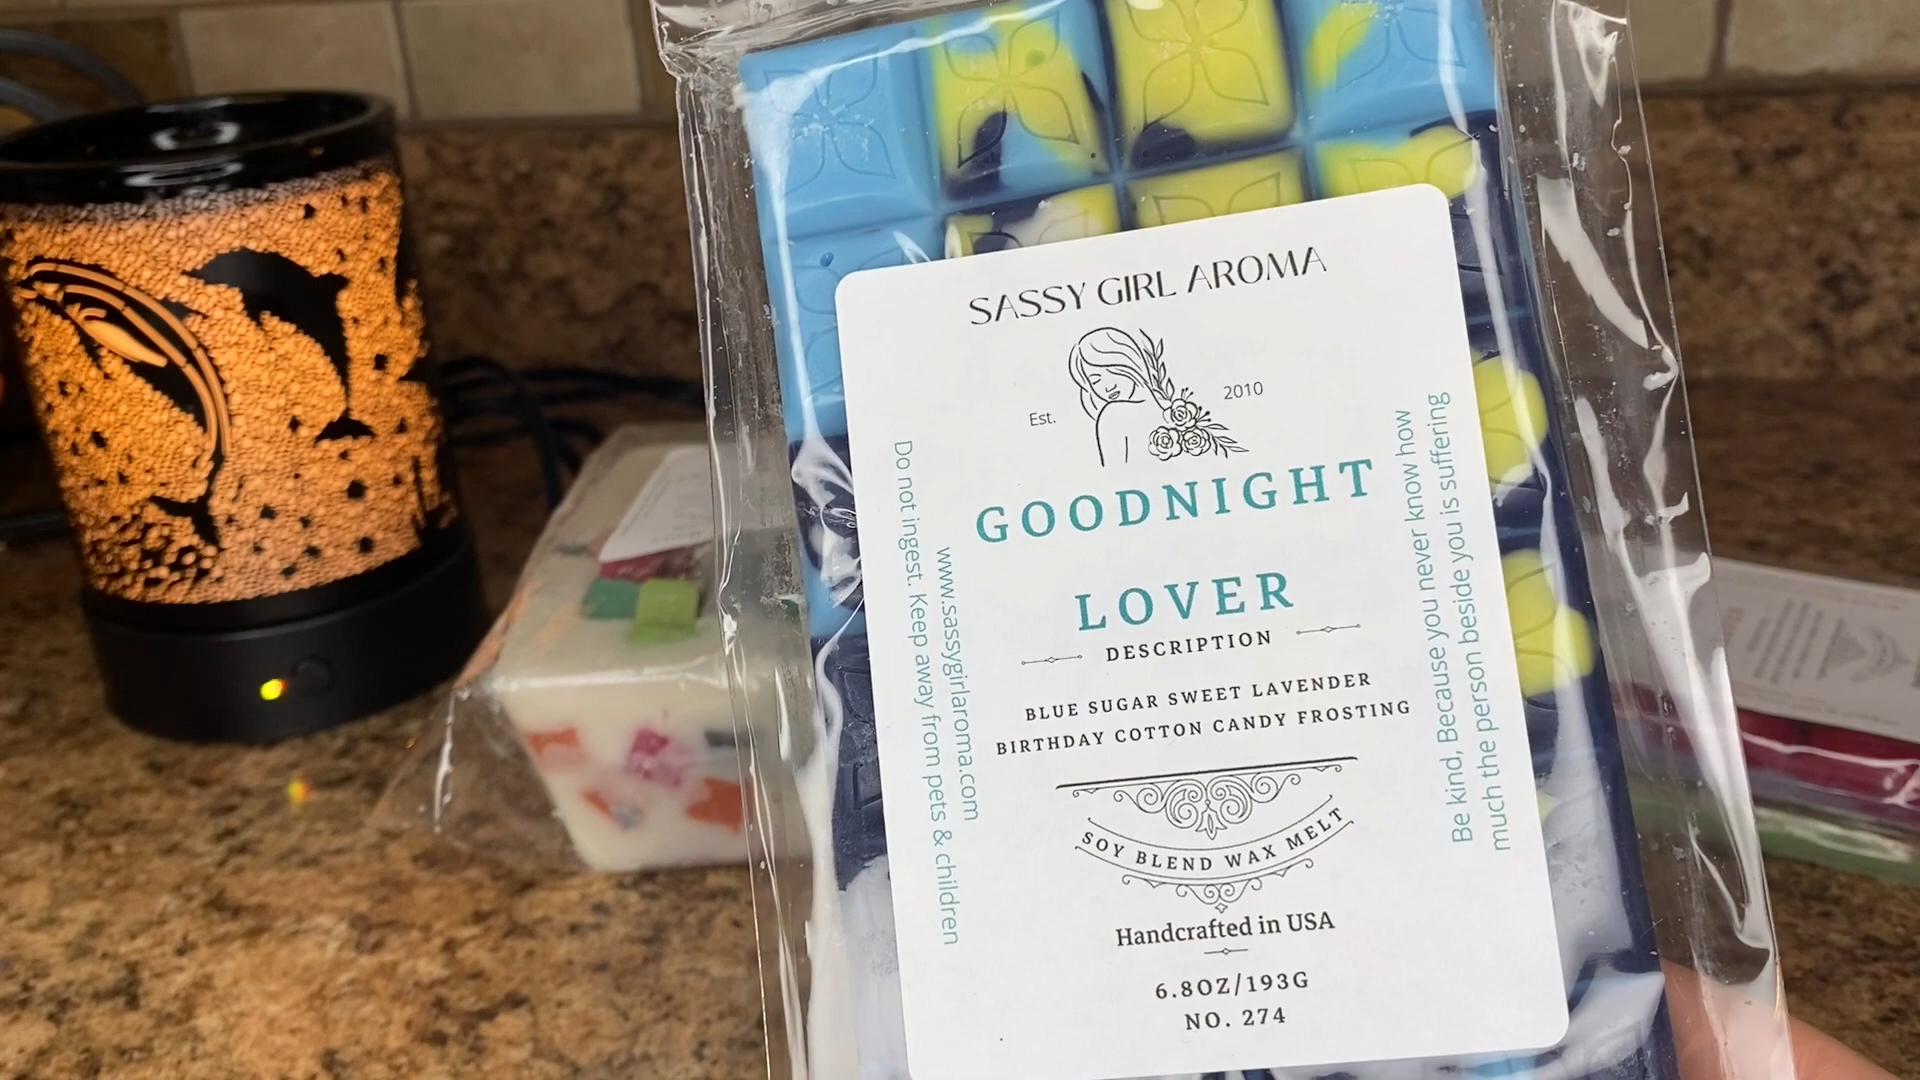 SASSY GIRL AROMA
Est. 2010
GOODNIGHT
LOVER
DESCRIPTION
BLUE SUGAR SWEET LAVENDER
BIRTHDAY COTTON CANDY FROSTING
SOY BLEND WAX MELT
Handcrafted in USA
6.8OZ/193G
NO. 274
Do not ingest. Keep away from pets & children
www.sassygirlaroma.com
Be kind, Because you never know how
much the person beside you is suffering